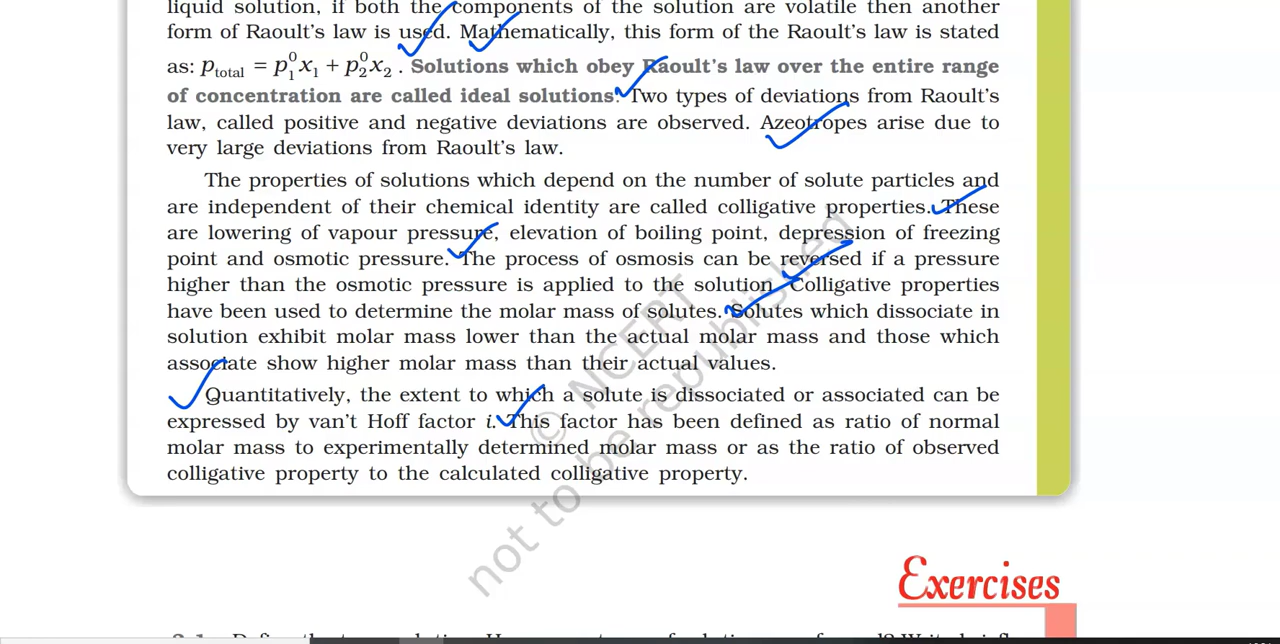 liquid solution, if both the components of the solution are volatile then another
form of Raoult's law is used. Mathematically, this form of the Raoult's law is stated
as: p_total = p₁⁰x₁ + p₂⁰x₂ . Solutions which obey Raoult's law over the entire range
of concentration are called ideal solutions. Two types of deviations from Raoult's
law, called positive and negative deviations are observed. Azeotropes arise due to
very large deviations from Raoult's law.
The properties of solutions which depend on the number of solute particles and
are independent of their chemical identity are called colligative properties. These
are lowering of vapour pressure, elevation of boiling point, depression of freezing
point and osmotic pressure. The process of osmosis can be reversed if a pressure
higher than the osmotic pressure is applied to the solution. Colligative properties
have been used to determine the molar mass of solutes. Solutes which dissociate in
solution exhibit molar mass lower than the actual molar mass and those which
associate show higher molar mass than their actual values.
Quantitatively, the extent to which a solute is dissociated or associated can be
expressed by van't Hoff factor i. This factor has been defined as ratio of normal
molar mass to experimentally determined molar mass or as the ratio of observed
colligative property to the calculated colligative property.
© NCERT
not to be republished
Exercises